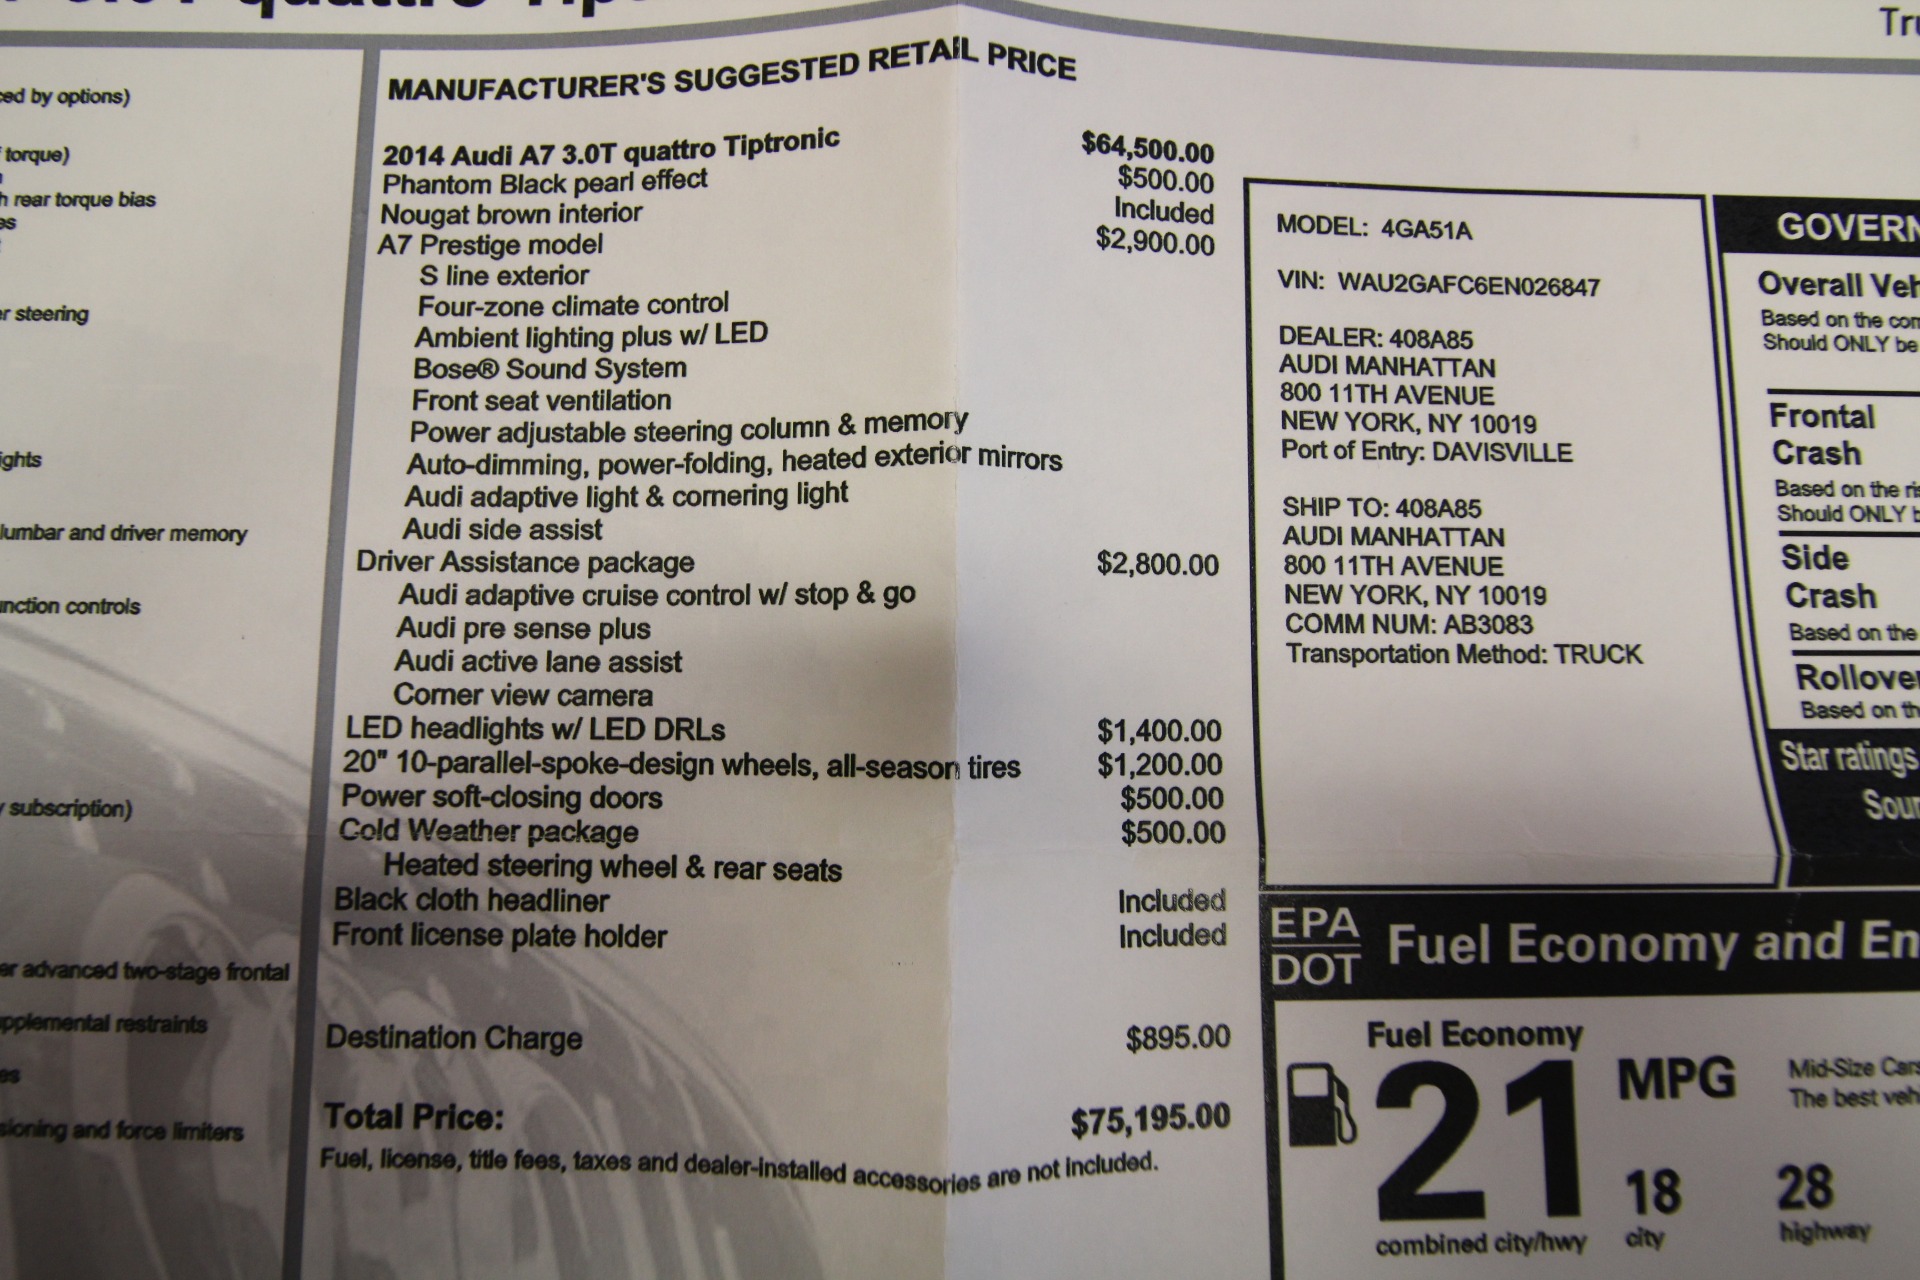 ced by options)
torque)
rear torque bias
er steering
ights
lumbar and driver memory
unction controls
subscription)
er advanced two-stage frontal
upplemental restraints
sioning and force limiters
MANUFACTURER'S SUGGESTED RETAIL PRICE
2014 Audi A7 3.0T quattro Tiptronic $64,500.00
Phantom Black pearl effect $500.00
Nougat brown interior Included
A7 Prestige model $2,900.00
S line exterior
Four-zone climate control
Ambient lighting plus w/ LED
Bose® Sound System
Front seat ventilation
Power adjustable steering column & memory
Auto-dimming, power-folding, heated exterior mirrors
Audi adaptive light & cornering light
Audi side assist
Driver Assistance package $2,800.00
Audi adaptive cruise control w/ stop & go
Audi pre sense plus
Audi active lane assist
Corner view camera
LED headlights w/ LED DRLs $1,400.00
20" 10-parallel-spoke-design wheels, all-season tires $1,200.00
Power soft-closing doors $500.00
Cold Weather package $500.00
Heated steering wheel & rear seats
Black cloth headliner Included
Front license plate holder Included
Destination Charge $895.00
Total Price: $75,195.00
Fuel, license, title fees, taxes and dealer-installed accessories are not included.
MODEL: 4GA51A
VIN: WAU2GAFC6EN026847
DEALER: 408A85
AUDI MANHATTAN
800 11TH AVENUE
NEW YORK, NY 10019
Port of Entry: DAVISVILLE
SHIP TO: 408A85
AUDI MANHATTAN
800 11TH AVENUE
NEW YORK, NY 10019
COMM NUM: AB3083
Transportation Method: TRUCK
GOVERN
Overall Veh
Based on the com
Should ONLY be
Frontal
Crash
Based on the ris
Should ONLY b
Side
Crash
Based on the
Rollover
Based on th
Star ratings
Sour
EPA
DOT
Fuel Economy and En
Fuel Economy
21 MPG
combined city/hwy
18
city
28
highway
Mid-Size Cars
The best veh